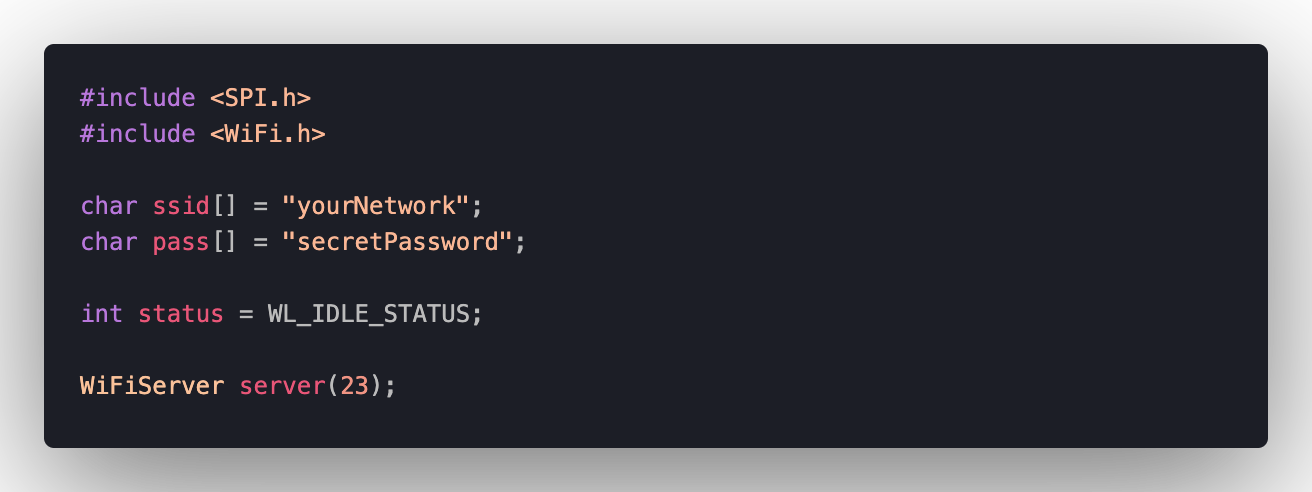 #include <SPI.h>
#include <WiFi.h>
char ssid[] = "yourNetwork";
char pass[] = "secretPassword";
int status = WL_IDLE_STATUS;
WiFiServer server(23);